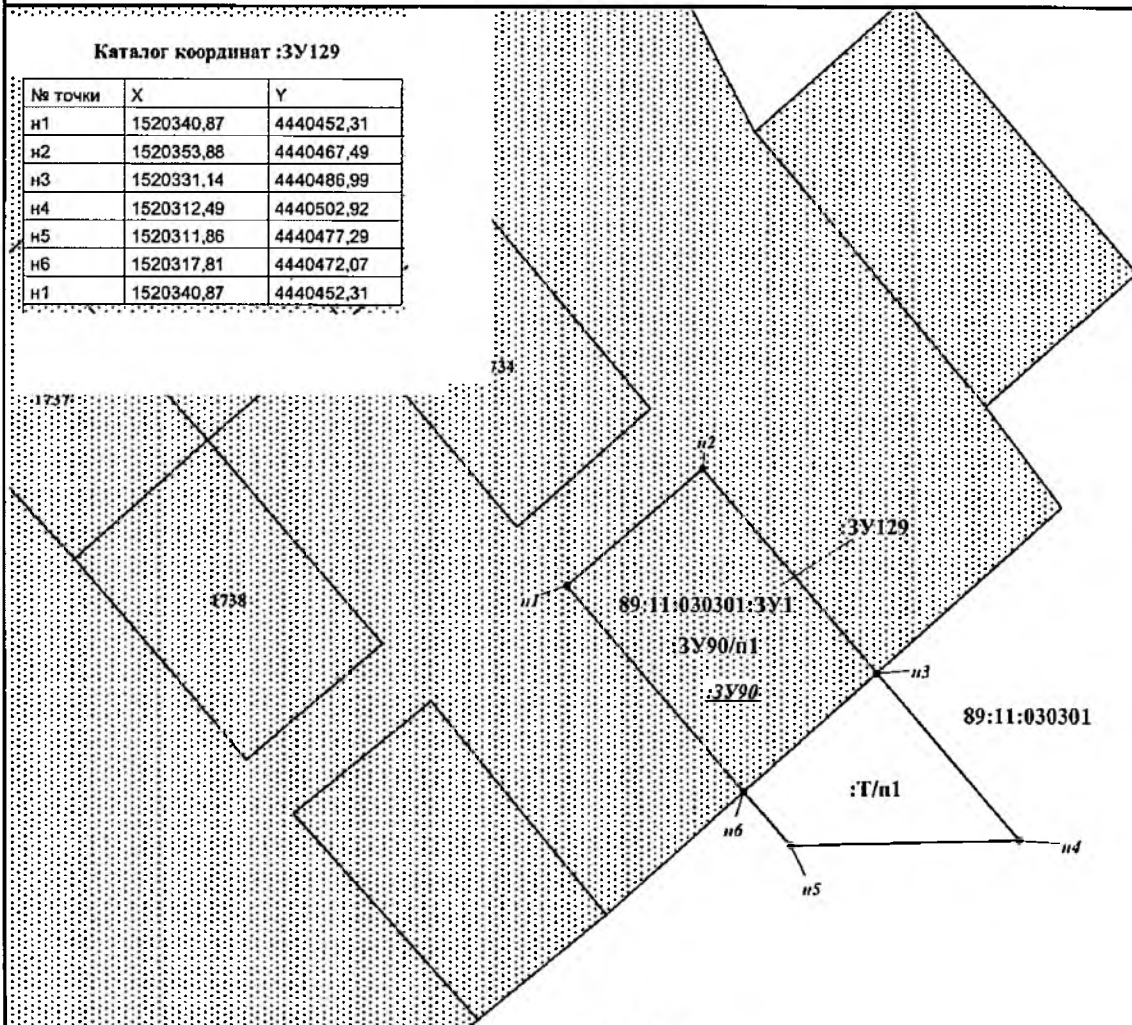 Каталог координат :ЗУ129
№ точки X Y
н1 1520340,87 4440452,31
н2 1520353,88 4440467,49
н3 1520331.14 4440486,99
н4 1520312,49 4440502,92
н5 1520311,86 4440477,29
н6 1520317,81 4440472,07
н1 1520340,87 4440452,31
734
1737
н2
:ЗУ129
н1
1738
89:11:030301:ЗУ1
:ЗУ90/п1
:ЗУ90
н3
89:11:030301
:Т/п1
н6
н4
н5